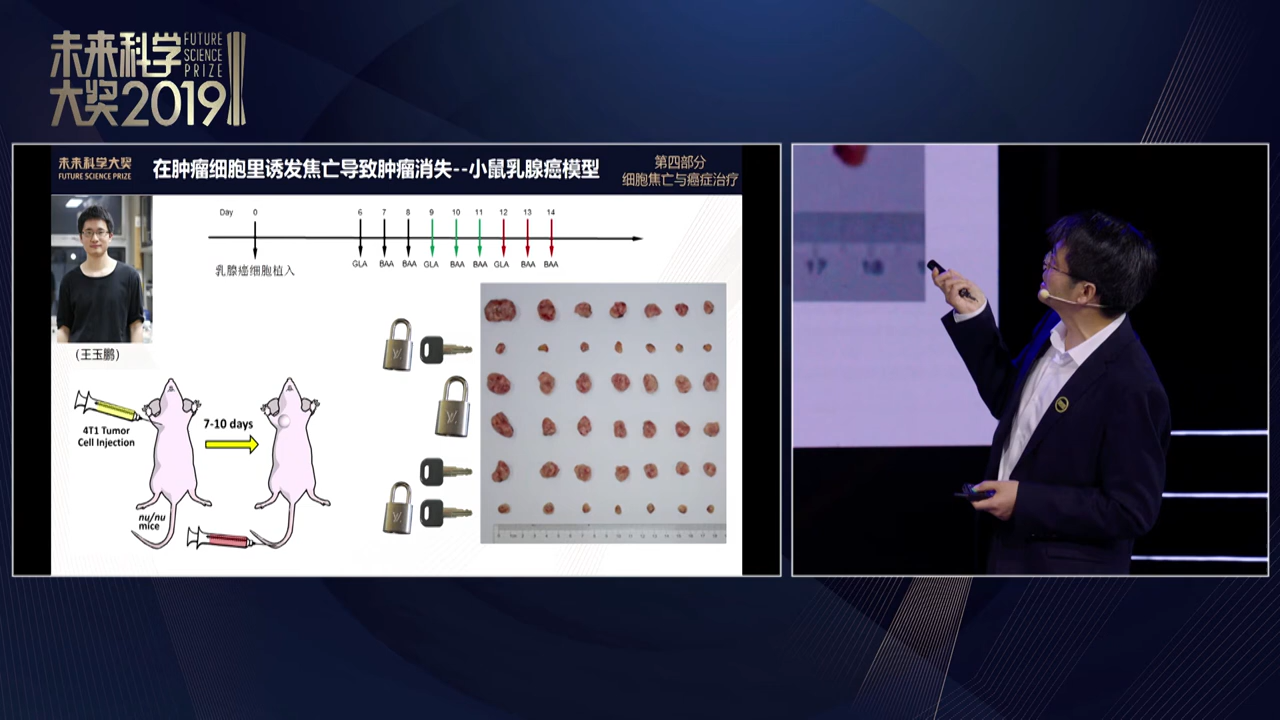 未来科学
大奖2019
FUTURE
SCIENCE
PRIZE
未来科学大奖
FUTURE SCIENCE PRIZE
在肿瘤细胞里诱发焦亡导致肿瘤消失--小鼠乳腺癌模型
第四部分
细胞焦亡与癌症治疗
Day 0 6 7 8 9 10 11 12 13 14
GLA BAA BAA GLA BAA BAA GLA BAA BAA
乳腺癌细胞植入
(王玉鹏)
4T1 Tumor
Cell Injection
7-10 days
nu/nu
mice
17 18